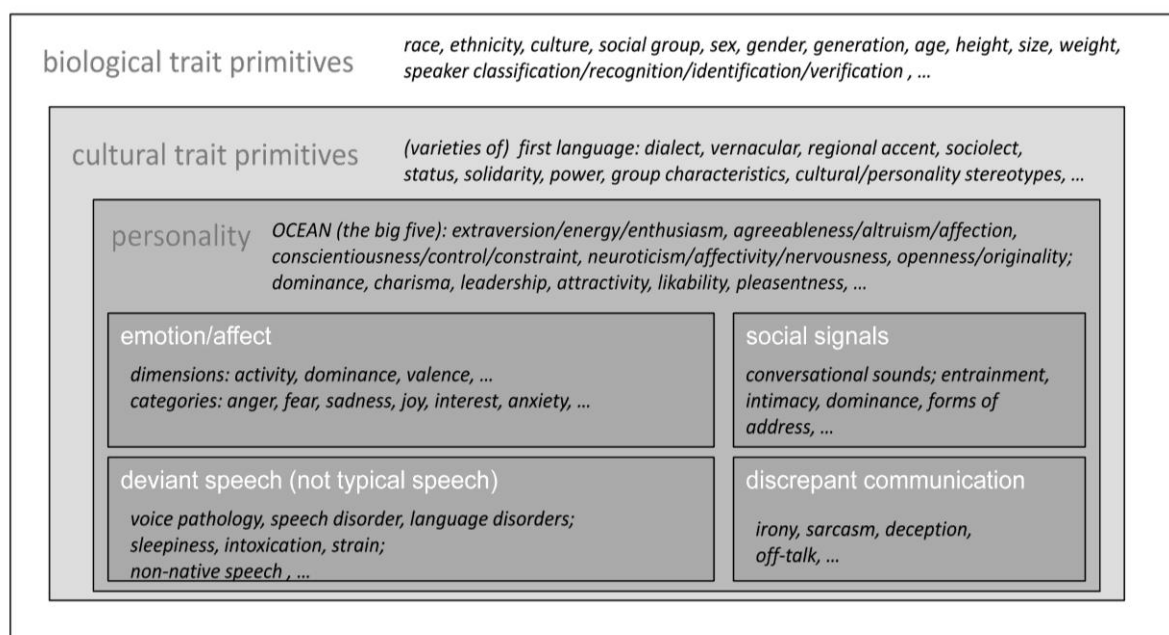 biological trait primitives
race, ethnicity, culture, social group, sex, gender, generation, age, height, size, weight,
speaker classification/recognition/identification/verification , ...
cultural trait primitives
(varieties of) first language: dialect, vernacular, regional accent, sociolect,
status, solidarity, power, group characteristics, cultural/personality stereotypes, ...
personality
OCEAN (the big five): extraversion/energy/enthusiasm, agreeableness/altruism/affection,
conscientiousness/control/constraint, neuroticism/affectivity/nervousness, openness/originality;
dominance, charisma, leadership, attractivity, likability, pleasentness, ...
emotion/affect
dimensions: activity, dominance, valence, ...
categories: anger, fear, sadness, joy, interest, anxiety, ...
social signals
conversational sounds; entrainment,
intimacy, dominance, forms of
address, ...
deviant speech (not typical speech)
voice pathology, speech disorder, language disorders;
sleepiness, intoxication, strain;
non-native speech , ...
discrepant communication
irony, sarcasm, deception,
off-talk, ...